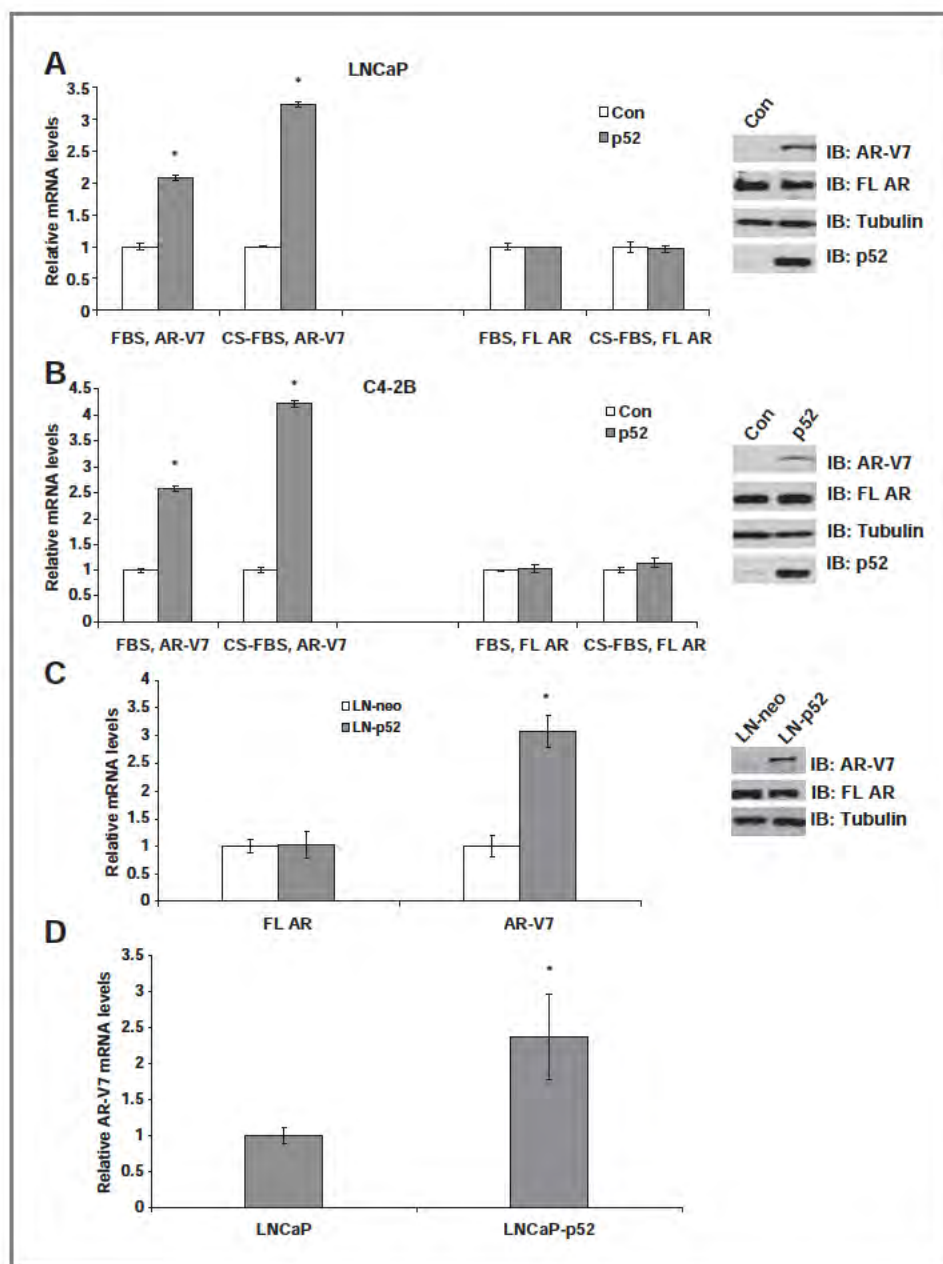 A
LNCaP
Relative mRNA levels
3.5
3
2.5
2
1.5
1
0.5
0
*
*
Con
p52
FBS, AR-V7
CS-FBS, AR-V7
FBS, FL AR
CS-FBS, FL AR
Con
IB: AR-V7
IB: FL AR
IB: Tubulin
IB: p52
B
C4-2B
Relative mRNA levels
4.5
4
3.5
3
2.5
2
1.5
1
0.5
0
*
*
Con
p52
FBS, AR-V7
CS-FBS, AR-V7
FBS, FL AR
CS-FBS, FL AR
Con
p52
IB: AR-V7
IB: FL AR
IB: Tubulin
IB: p52
C
Relative mRNA levels
4
3.5
3
2.5
2
1.5
1
0.5
0
LN-neo
LN-p52
*
FL AR
AR-V7
LN-neo
LN-p52
IB: AR-V7
IB: FL AR
IB: Tubulin
D
Relative AR-V7 mRNA levels
3.5
3
2.5
2
1.5
1
0.5
0
*
LNCaP
LNCaP-p52